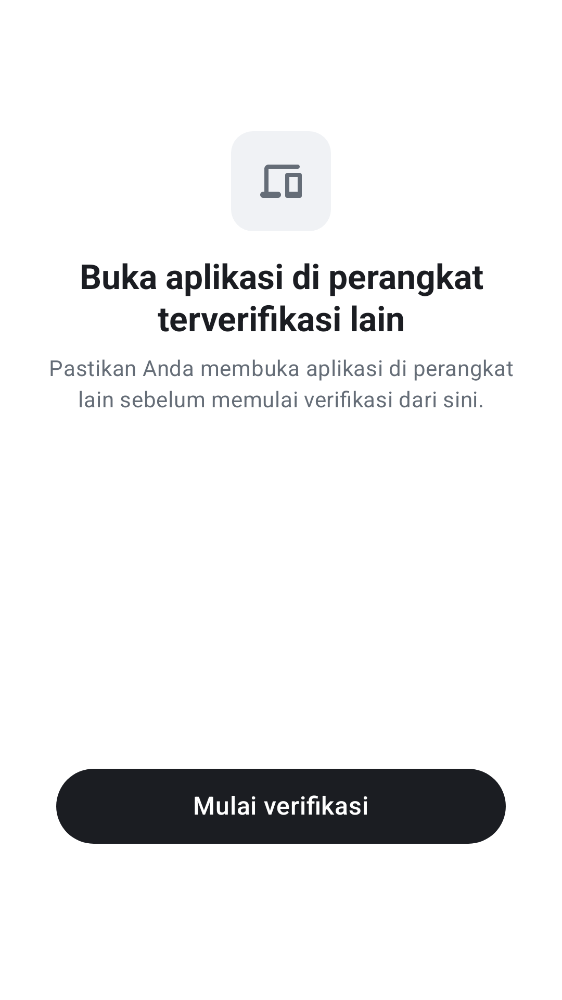 Buka aplikasi di perangkat
terverifikasi lain
Pastikan Anda membuka aplikasi di perangkat
lain sebelum memulai verifikasi dari sini.
Mulai verifikasi